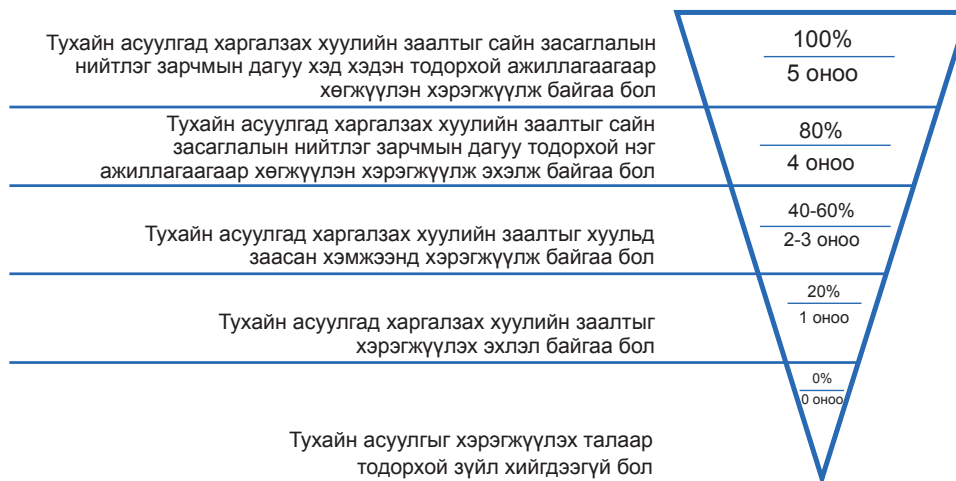 Тухайн асуулгад харгалзах хуулийн заалтыг сайн засаглалын
нийтлэг зарчмын дагуу хэд хэдэн тодорхой ажиллагаагаар
хөгжүүлэн хэрэгжүүлж байгаа бол
100%
5 оноо
Тухайн асуулгад харгалзах хуулийн заалтыг сайн
засаглалын нийтлэг зарчмын дагуу тодорхой нэг
ажиллагаагаар хөгжүүлэн хэрэгжүүлж эхэлж байгаа бол
80%
4 оноо
Тухайн асуулгад харгалзах хуулийн заалтыг хуульд
заасан хэмжээнд хэрэгжүүлж байгаа бол
40-60%
2-3 оноо
Тухайн асуулгад харгалзах хуулийн заалтыг
хэрэгжүүлэх эхлэл байгаа бол
20%
1 оноо
Тухайн асуулгыг хэрэгжүүлэх талаар
тодорхой зүйл хийгдээгүй бол
0%
0 оноо